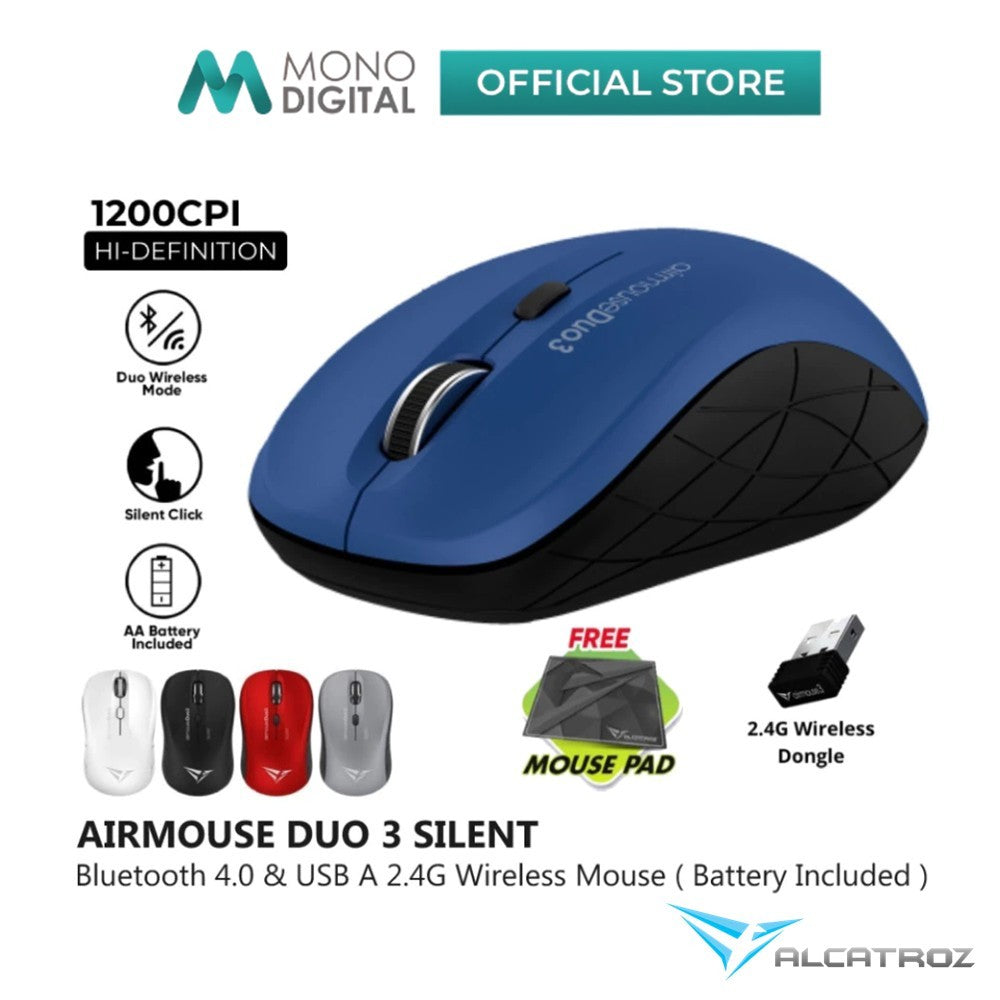 MONO
DIGITAL
OFFICIAL STORE
1200CPI
HI-DEFINITION
airmouseDuo3
Duo Wireless
Mode
Silent Click
AA Battery
Included
FREE
ALCATROZ
MOUSE PAD
airmouse3
2.4G Wireless
Dongle
AIRMOUSE DUO 3 SILENT
Bluetooth 4.0 & USB A 2.4G Wireless Mouse ( Battery Included )
ALCATROZ